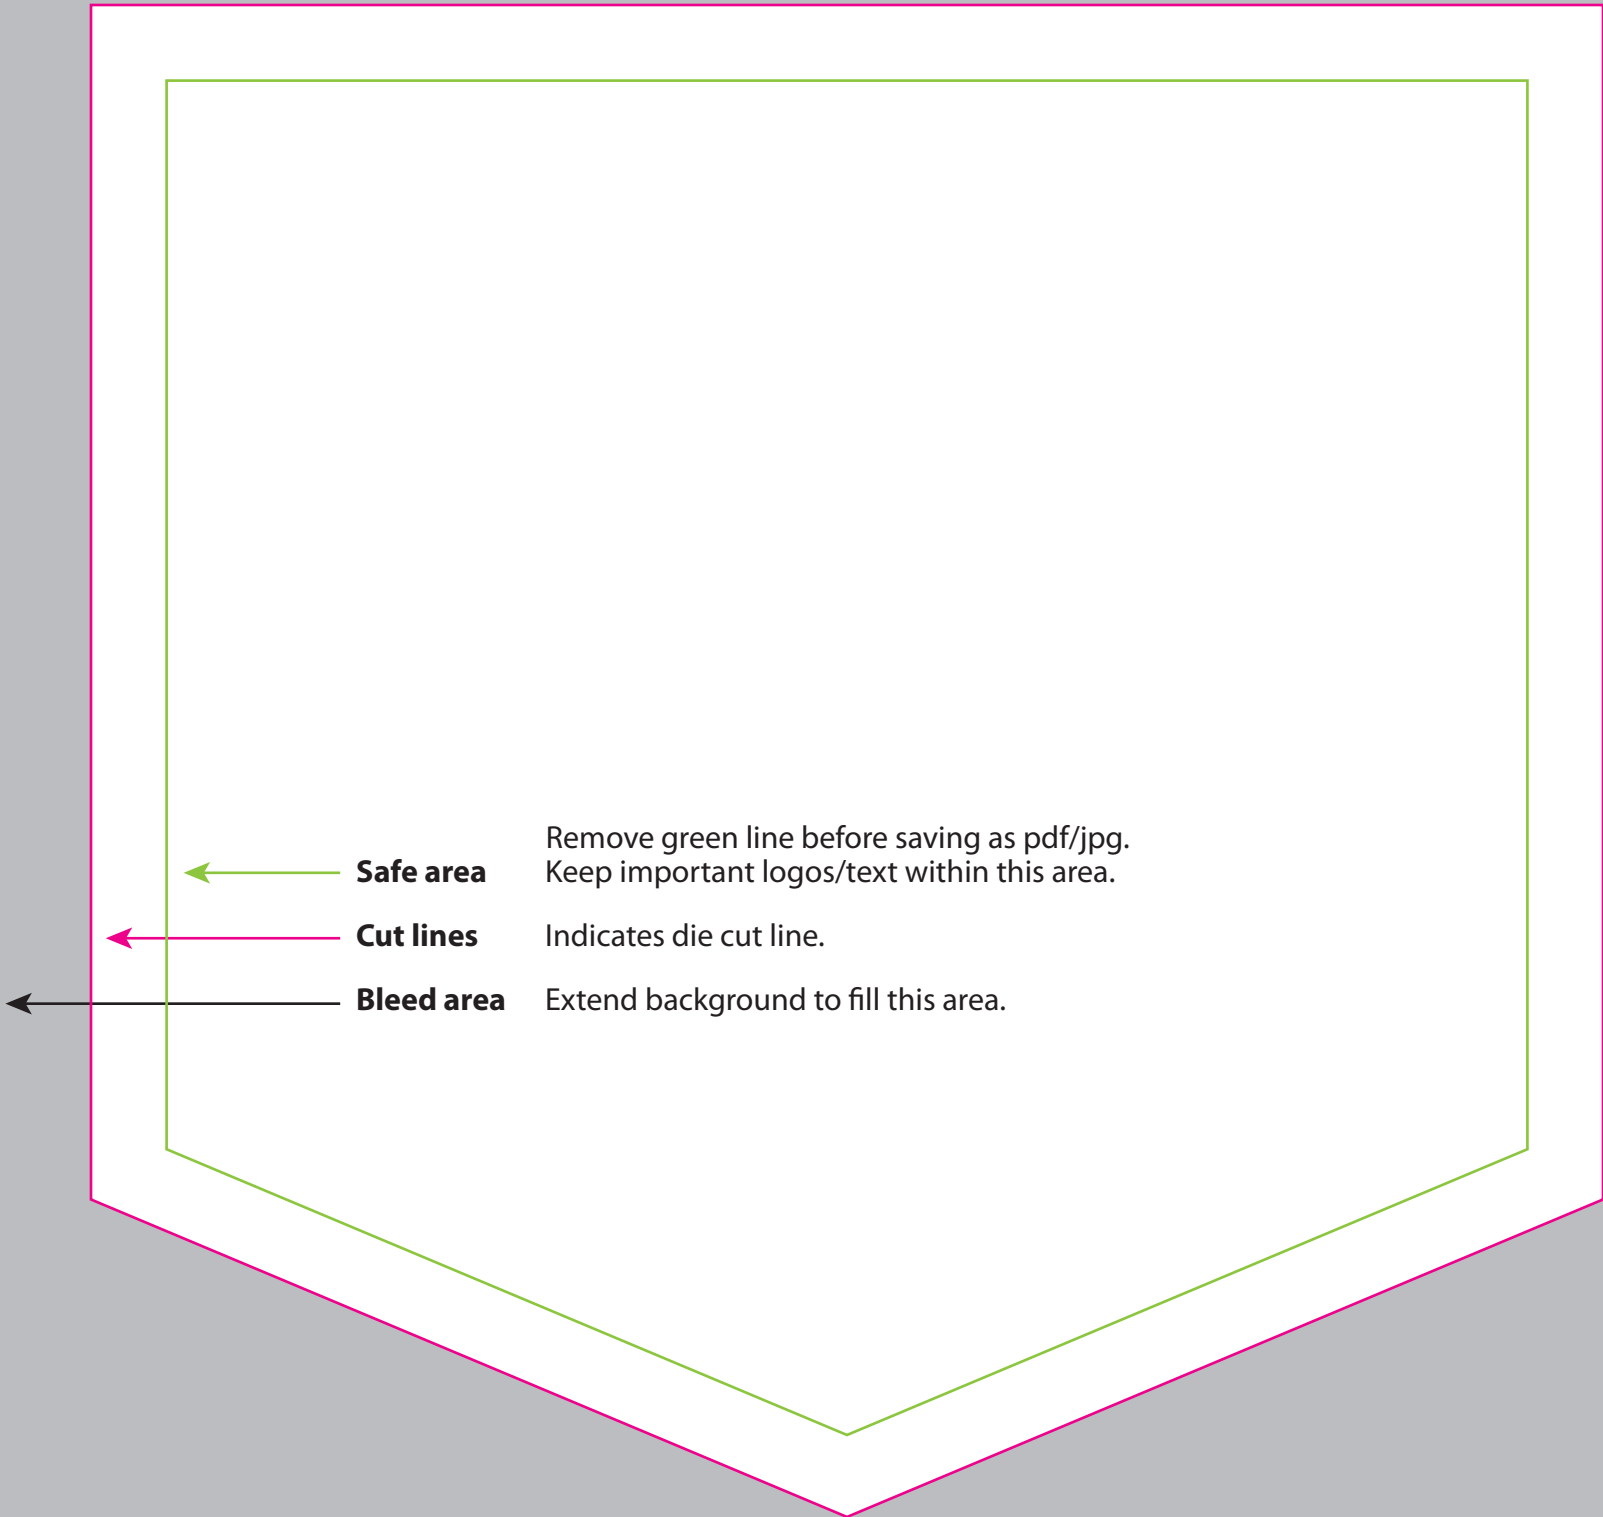 Remove green line before saving as pdf/jpg.
Safe area Keep important logos/text within this area.
Cut lines Indicates die cut line.
Bleed area Extend background to fill this area.